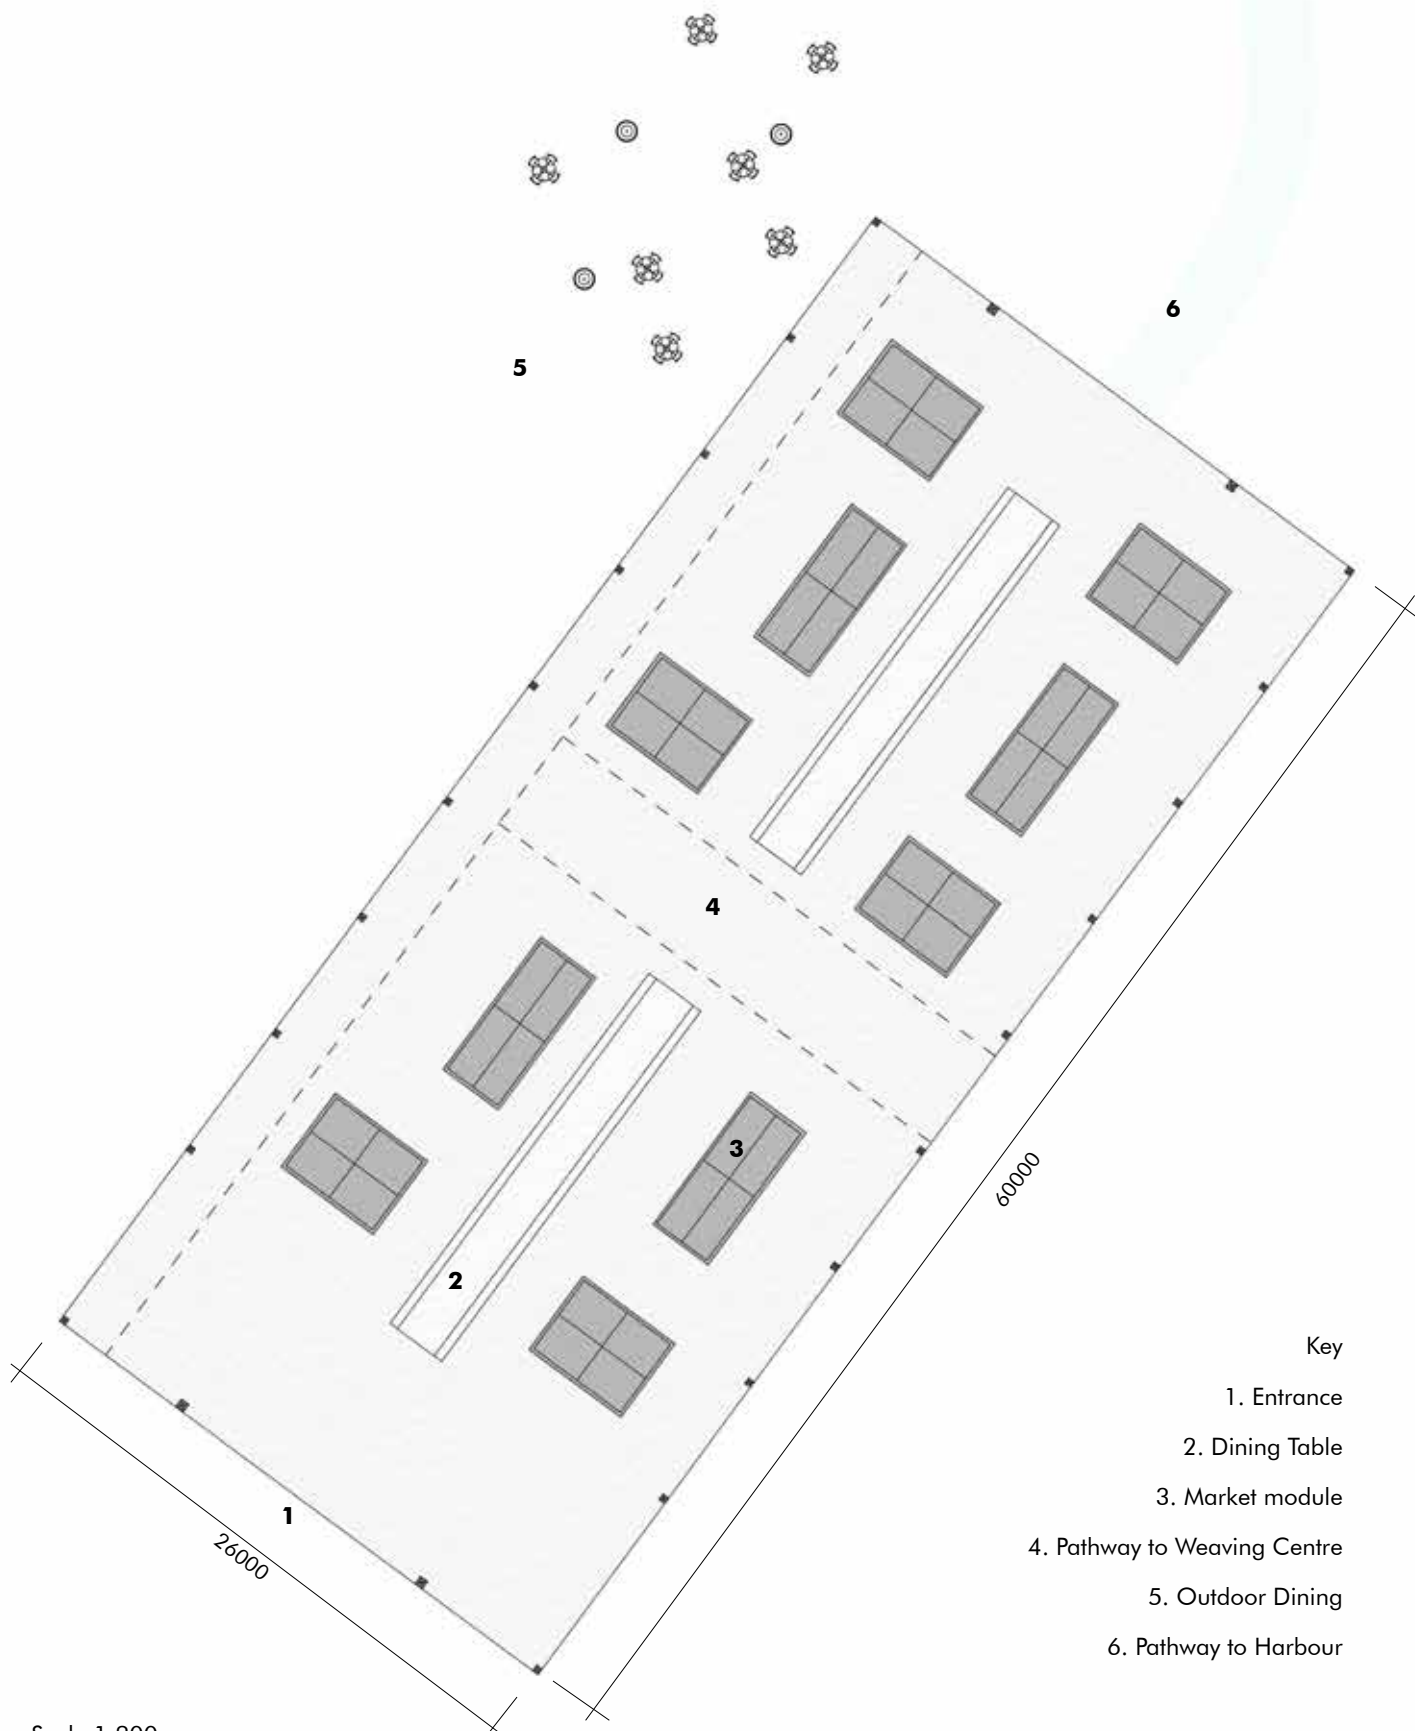 6
5
4
3
60000
2
1
26000
Key
1. Entrance
2. Dining Table
3. Market module
4. Pathway to Weaving Centre
5. Outdoor Dining
6. Pathway to Harbour